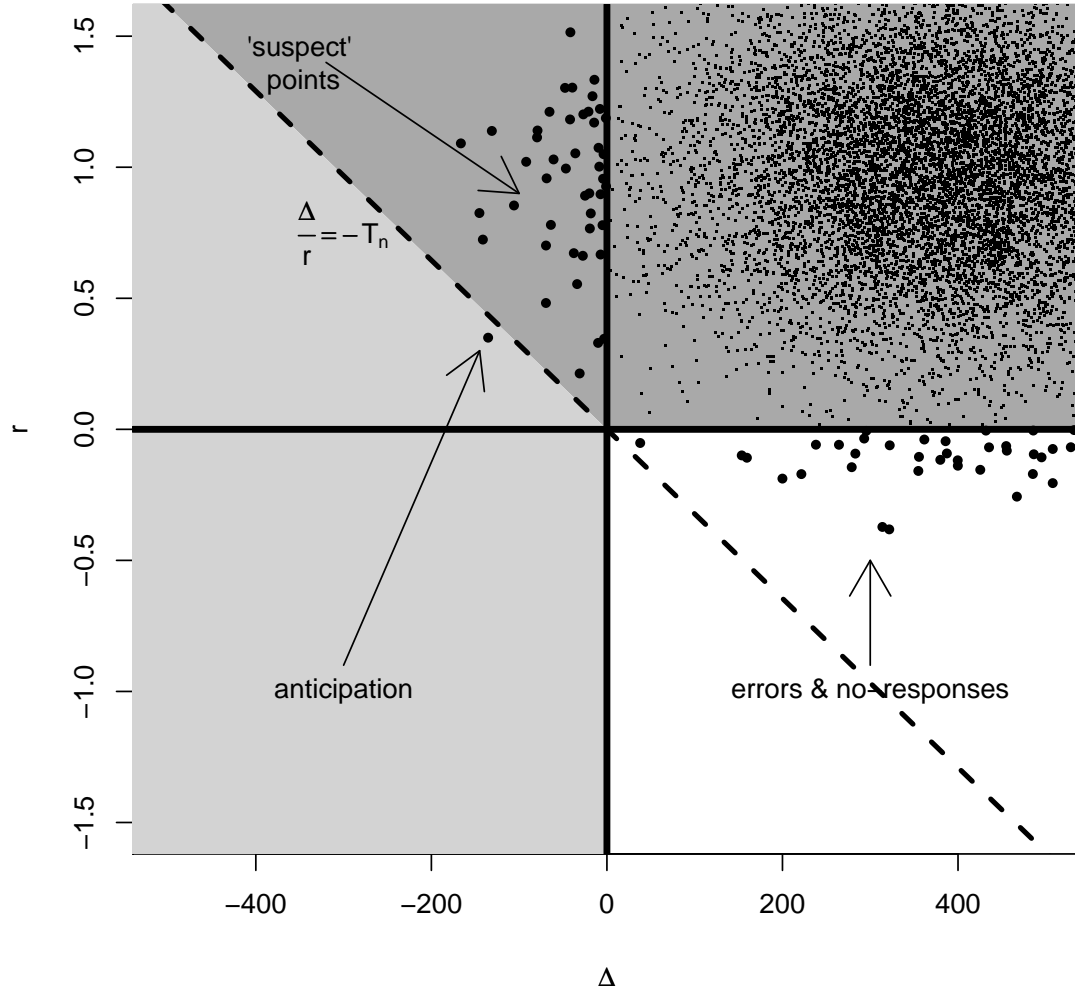 'suspect'
points
Δ
r
=−Tₙ
anticipation
errors & no−responses
1.5
1.0
0.5
0.0
−0.5
−1.0
−1.5
r
−400 −200 0 200 400
Δ